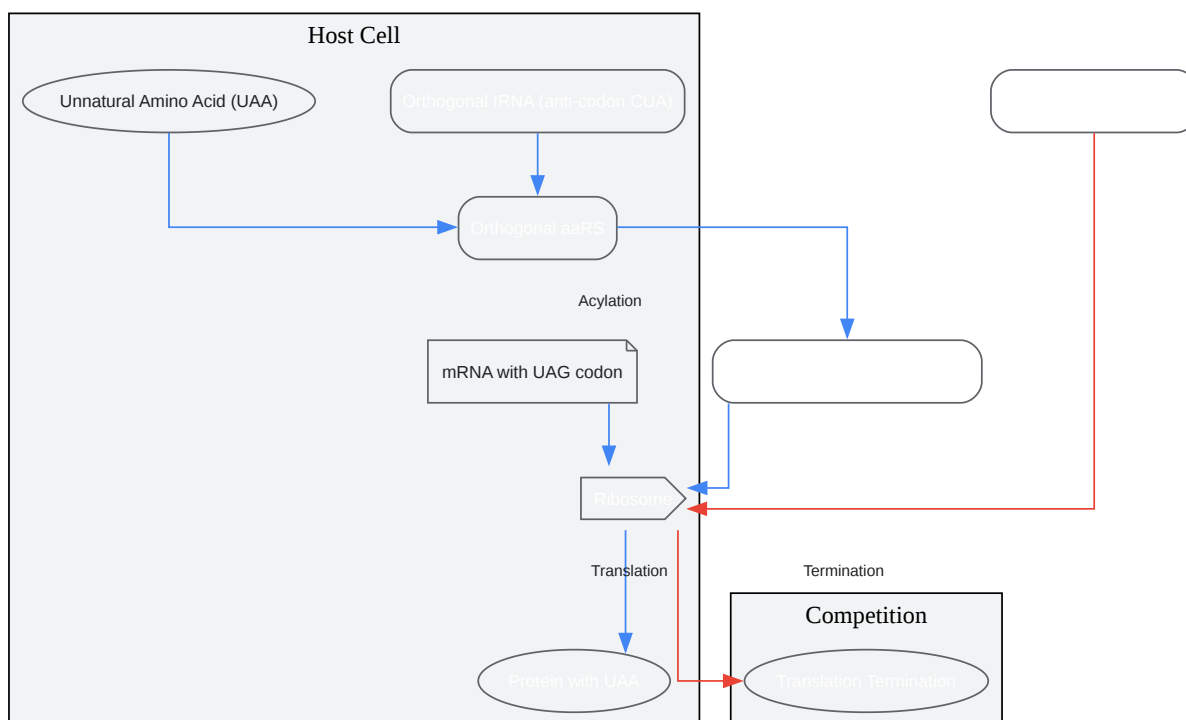 Host Cell
Unnatural Amino Acid (UAA)
Orthogonal tRNA (anti-codon CUA)
Orthogonal aaRS
Acylation
mRNA with UAG codon
Ribosome
Translation
Termination
Competition
Protein with UAA
Translation Termination